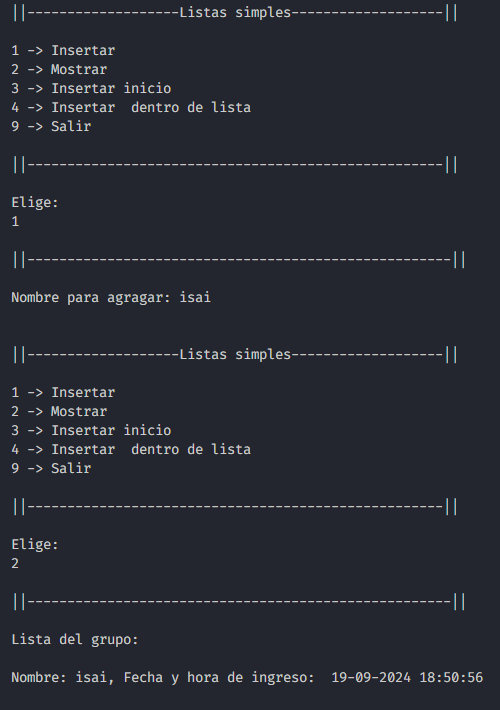 ||-------------------Listas simples-------------------||
1 -> Insertar
2 -> Mostrar
3 -> Insertar inicio
4 -> Insertar  dentro de lista
9 -> Salir
||----------------------------------------------------||
Elige:
1
||-----------------------------------------------------||
Nombre para agragar: isai
||-------------------Listas simples-------------------||
1 -> Insertar
2 -> Mostrar
3 -> Insertar inicio
4 -> Insertar  dentro de lista
9 -> Salir
||----------------------------------------------------||
Elige:
2
||-----------------------------------------------------||
Lista del grupo:
Nombre: isai, Fecha y hora de ingreso:  19-09-2024 18:50:56